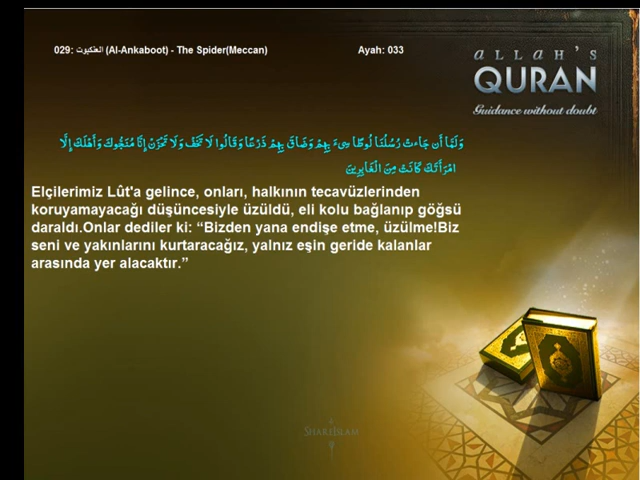 029: العنكبوت (Al-Ankaboot) - The Spider(Meccan) Ayah: 033
ALLAH'S
QURAN
Guidance without doubt
وَلَمَّا أَن جَاءتْ رُسُلُنَا لُوطًا سِيءَ بِهِمْ وَضَاقَ بِهِمْ ذَرْعًا وَقَالُوا لَا تَخَفْ وَلَا تَحْزَنْ إِنَّا مُنَجُّوكَ وَأَهْلَكَ إِلَّا
امْرَأَتَكَ كَانَتْ مِنَ الْغَابِرِينَ
Elçilerimiz Lût'a gelince, onları, halkının tecavüzlerinden
koruyamayacağı düşüncesiyle üzüldü, eli kolu bağlanıp göğsü
daraldı.Onlar dediler ki: “Bizden yana endişe etme, üzülme!Biz
seni ve yakınlarını kurtaracağız, yalnız eşin geride kalanlar
arasında yer alacaktır.”
SHAREISLAM